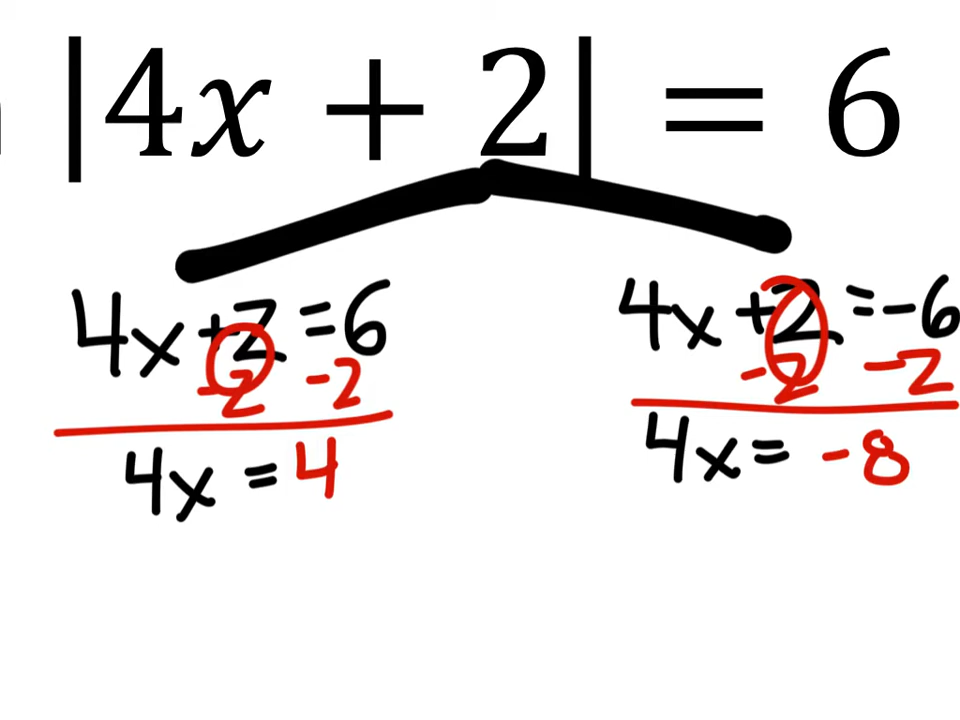 |4x + 2| = 6
4x +2 = 6
-2 -2
4x = 4
4x +2 = -6
-2 -2
4x = -8